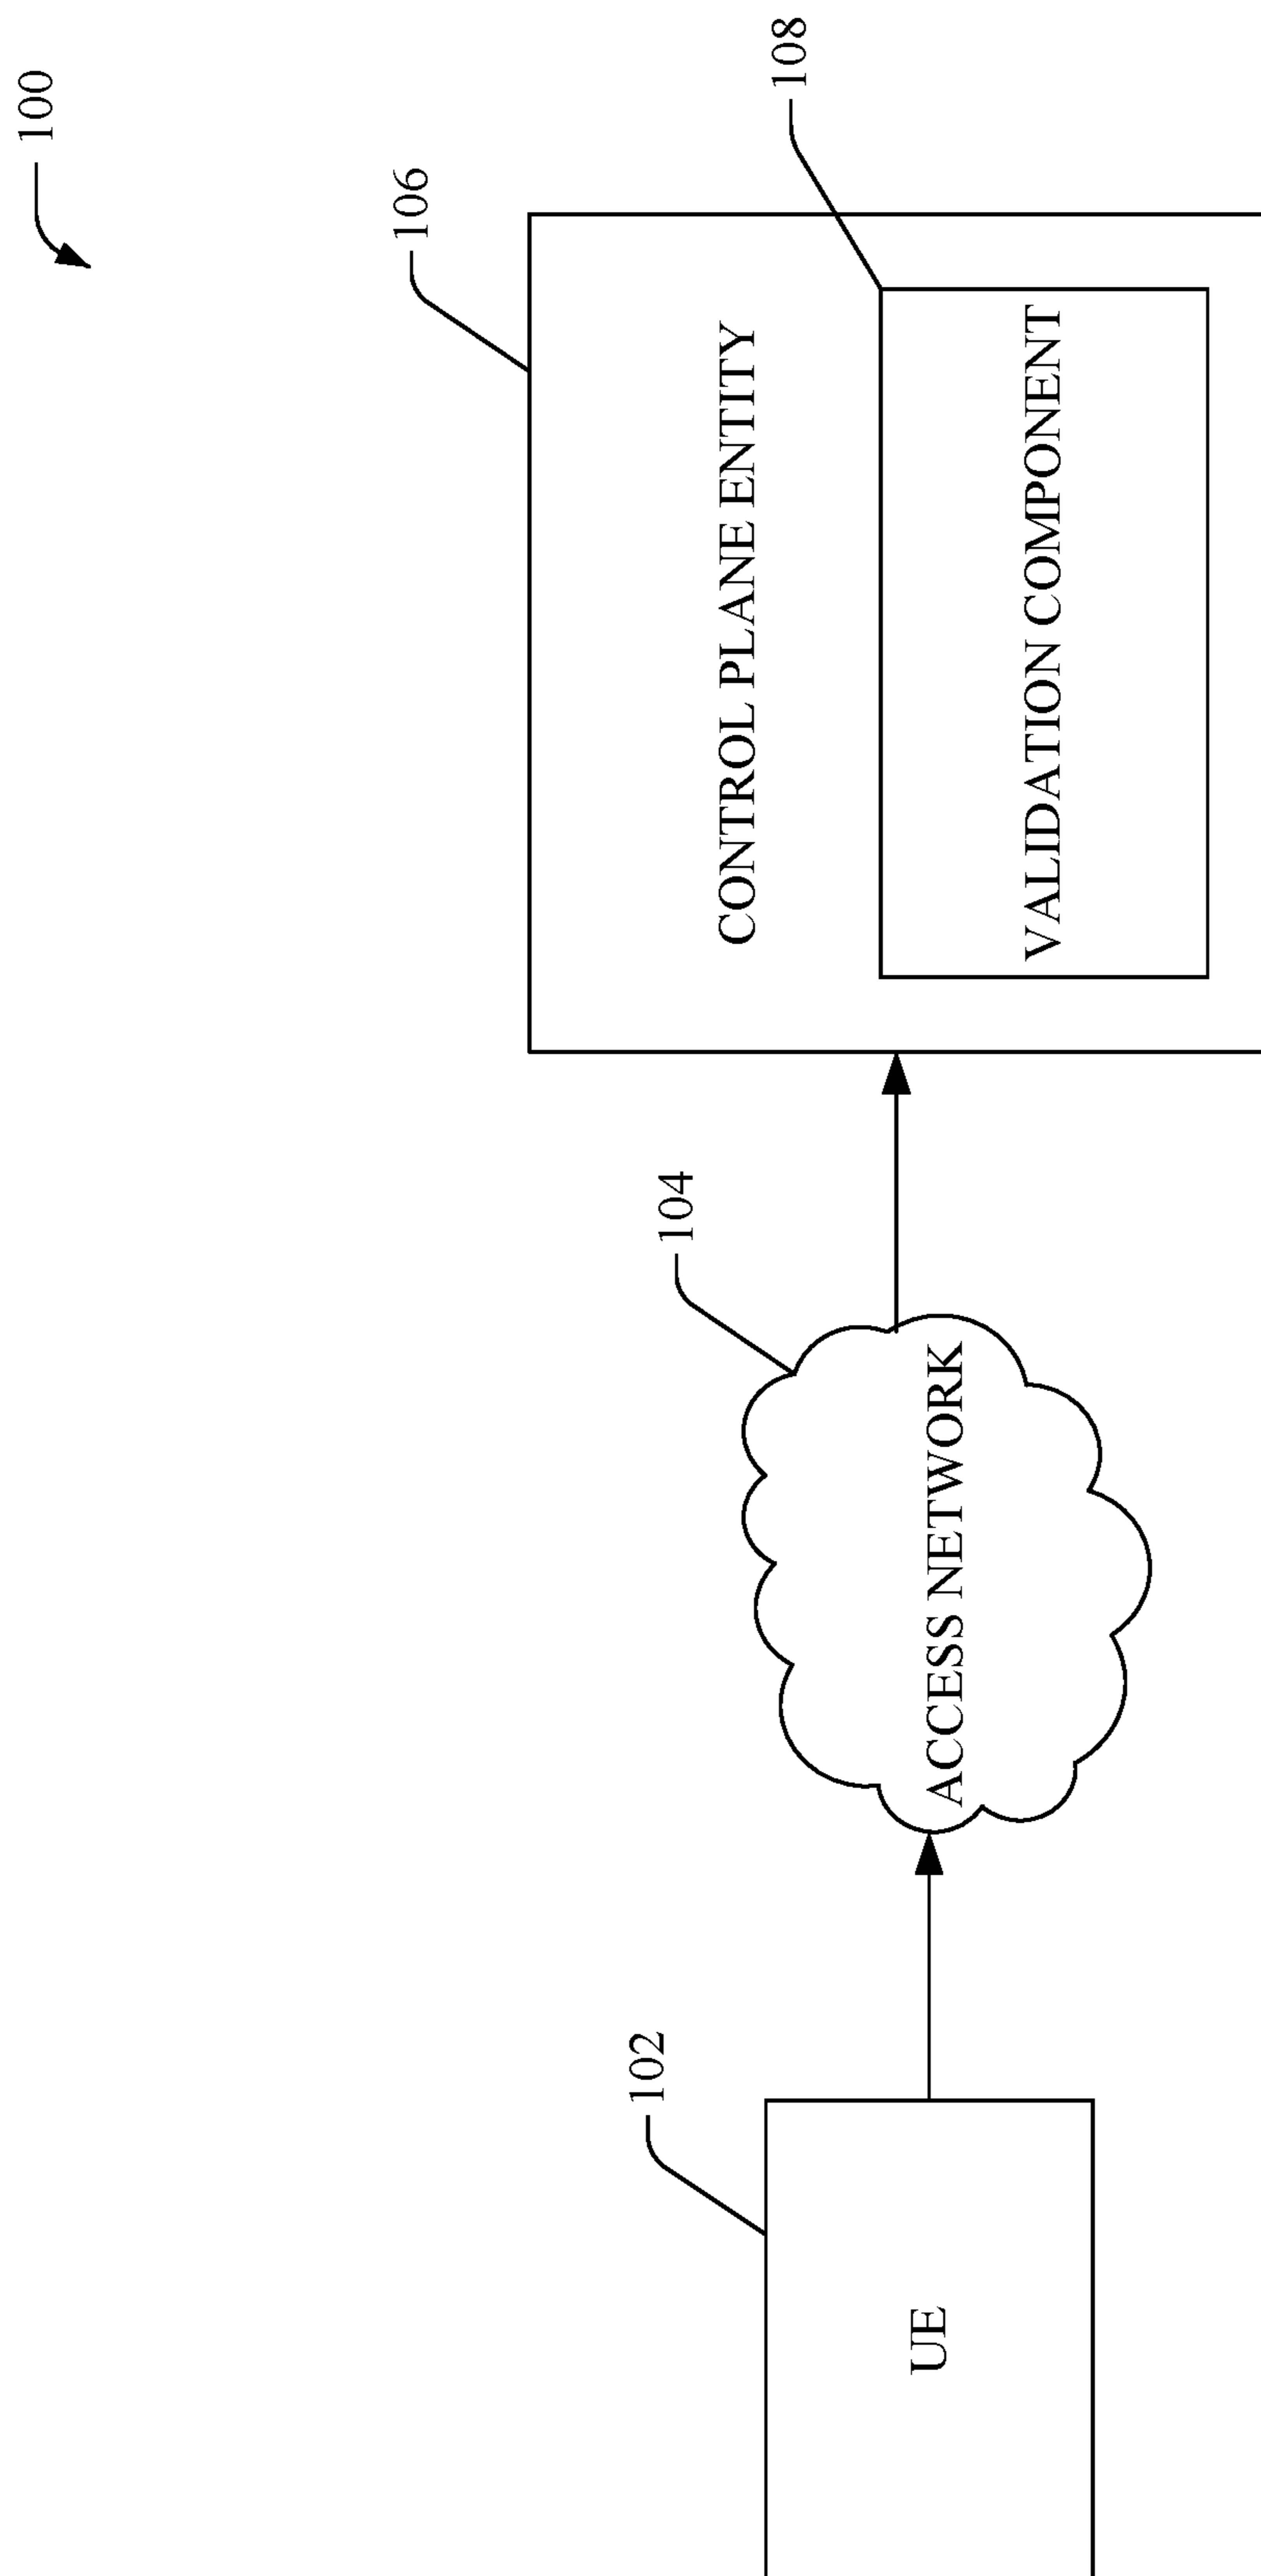 100
106
108
CONTROL PLANE ENTITY
VALIDATION COMPONENT
104
ACCESS NETWORK
102
UE